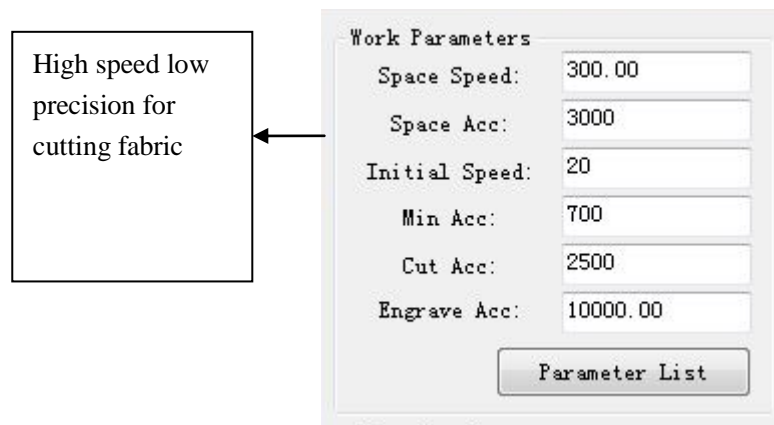 High speed low
precision for
cutting fabric
Work Parameters
Space Speed: 300.00
Space Acc: 3000
Initial Speed: 20
Min Acc: 700
Cut Acc: 2500
Engrave Acc: 10000.00
Parameter List